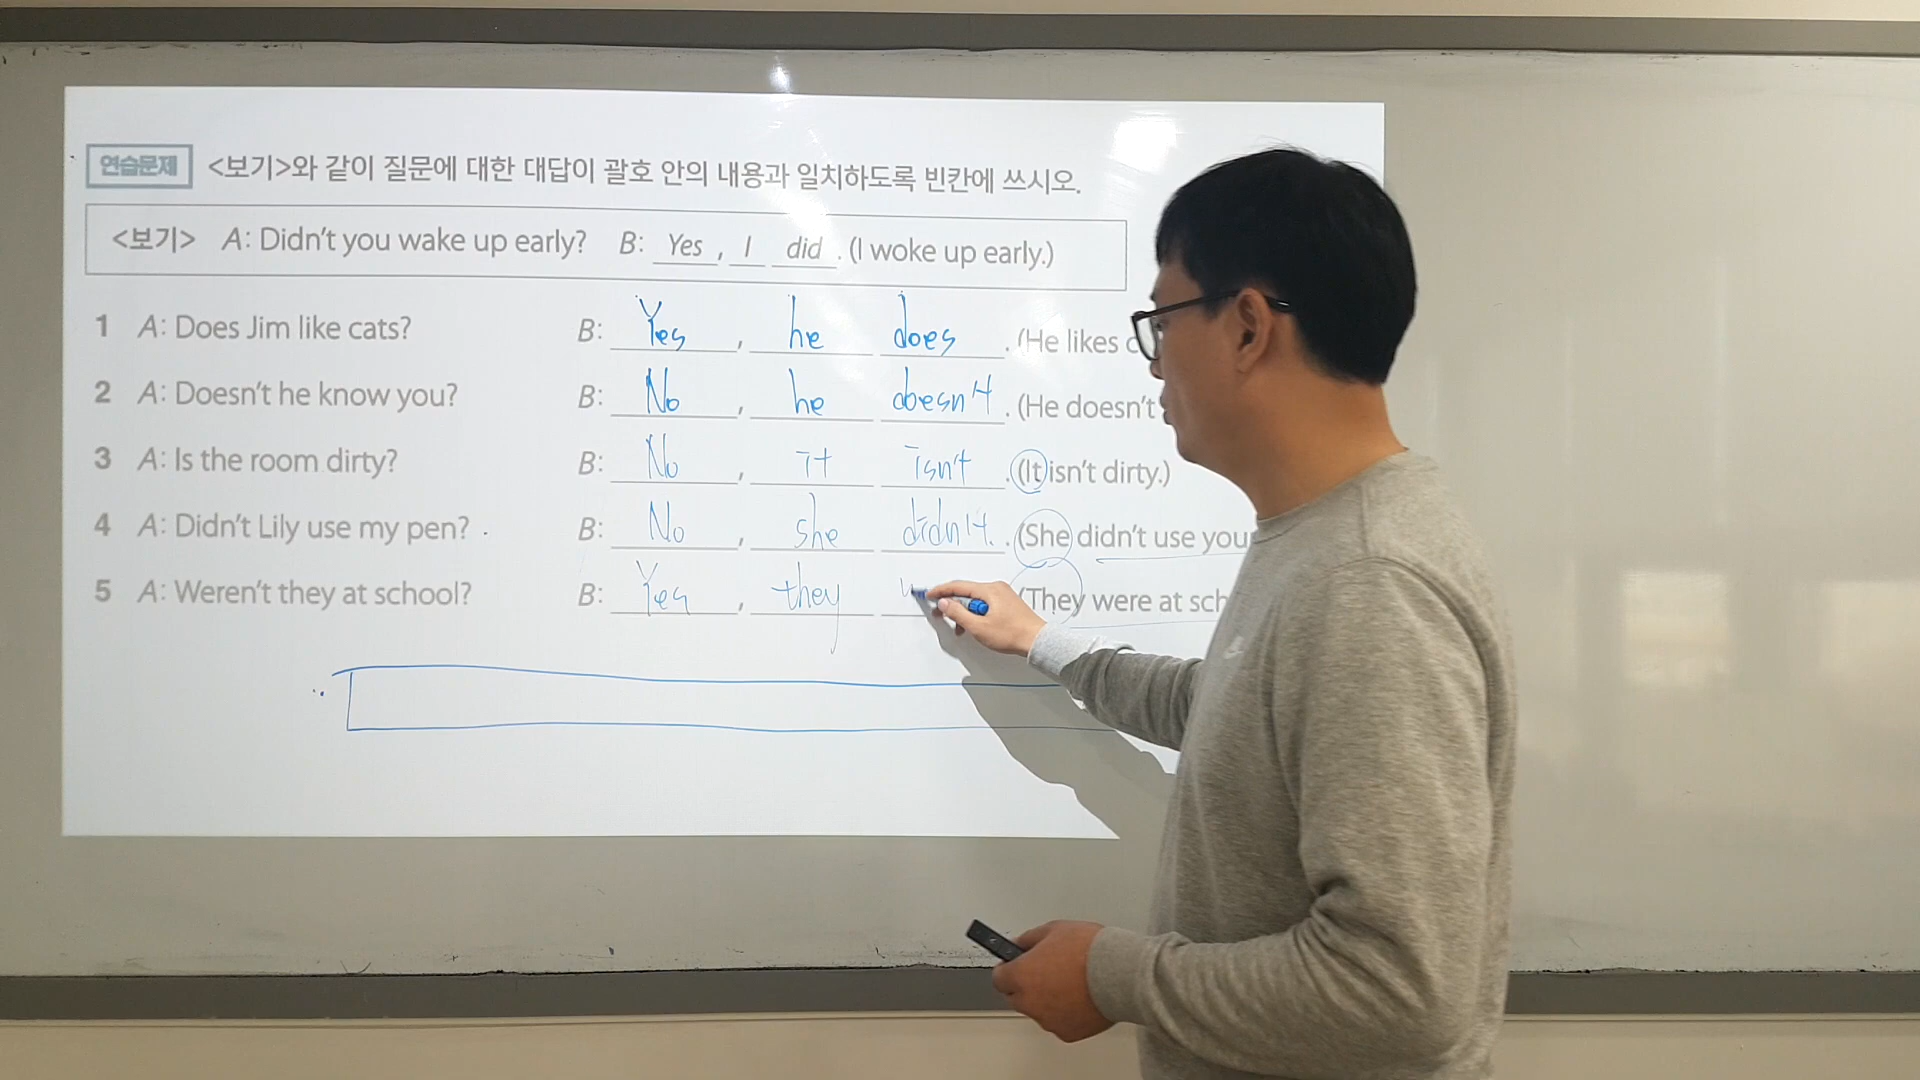 연습문제 <보기>와 같이 질문에 대한 대답이 괄호 안의 내용과 일치하도록 빈칸에 쓰시오.
<보기> A: Didn't you wake up early? B: Yes, I did. (I woke up early.)
1 A: Does Jim like cats? B: Yes, he does. (He likes
2 A: Doesn't he know you? B: No, he doesn't. (He doesn't
3 A: Is the room dirty? B: No, it isn't. (It isn't dirty.)
4 A: Didn't Lily use my pen? B: No, she didn't. (She didn't use
5 A: Weren't they at school? B: Yes, they (They were at